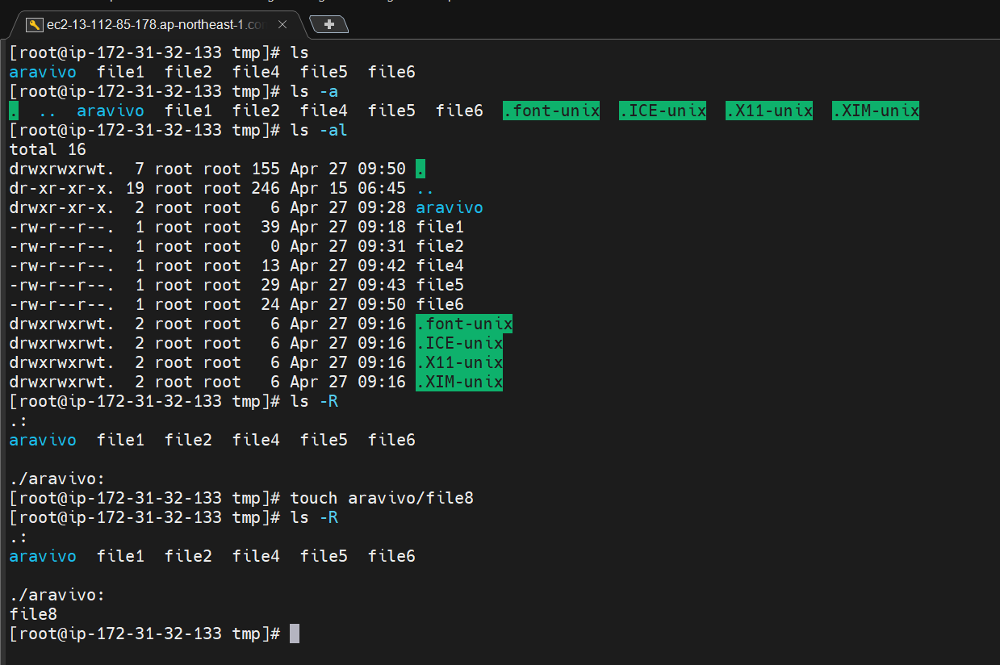 ec2-13-112-85-178.ap-northeast-1.co
[root@ip-172-31-32-133 tmp]# ls
aravivo  file1  file2  file4  file5  file6
[root@ip-172-31-32-133 tmp]# ls -a
.  ..  aravivo  file1  file2  file4  file5  file6  .font-unix  .ICE-unix  .X11-unix  .XIM-unix
[root@ip-172-31-32-133 tmp]# ls -al
total 16
drwxrwxrwt.  7 root root 155 Apr 27 09:50 .
dr-xr-xr-x. 19 root root 246 Apr 15 06:45 ..
drwxr-xr-x.  2 root root   6 Apr 27 09:28 aravivo
-rw-r--r--.  1 root root  39 Apr 27 09:18 file1
-rw-r--r--.  1 root root   0 Apr 27 09:31 file2
-rw-r--r--.  1 root root  13 Apr 27 09:42 file4
-rw-r--r--.  1 root root  29 Apr 27 09:43 file5
-rw-r--r--.  1 root root  24 Apr 27 09:50 file6
drwxrwxrwt.  2 root root   6 Apr 27 09:16 .font-unix
drwxrwxrwt.  2 root root   6 Apr 27 09:16 .ICE-unix
drwxrwxrwt.  2 root root   6 Apr 27 09:16 .X11-unix
drwxrwxrwt.  2 root root   6 Apr 27 09:16 .XIM-unix
[root@ip-172-31-32-133 tmp]# ls -R
.:
aravivo  file1  file2  file4  file5  file6

./aravivo:
[root@ip-172-31-32-133 tmp]# touch aravivo/file8
[root@ip-172-31-32-133 tmp]# ls -R
.:
aravivo  file1  file2  file4  file5  file6

./aravivo:
file8
[root@ip-172-31-32-133 tmp]#